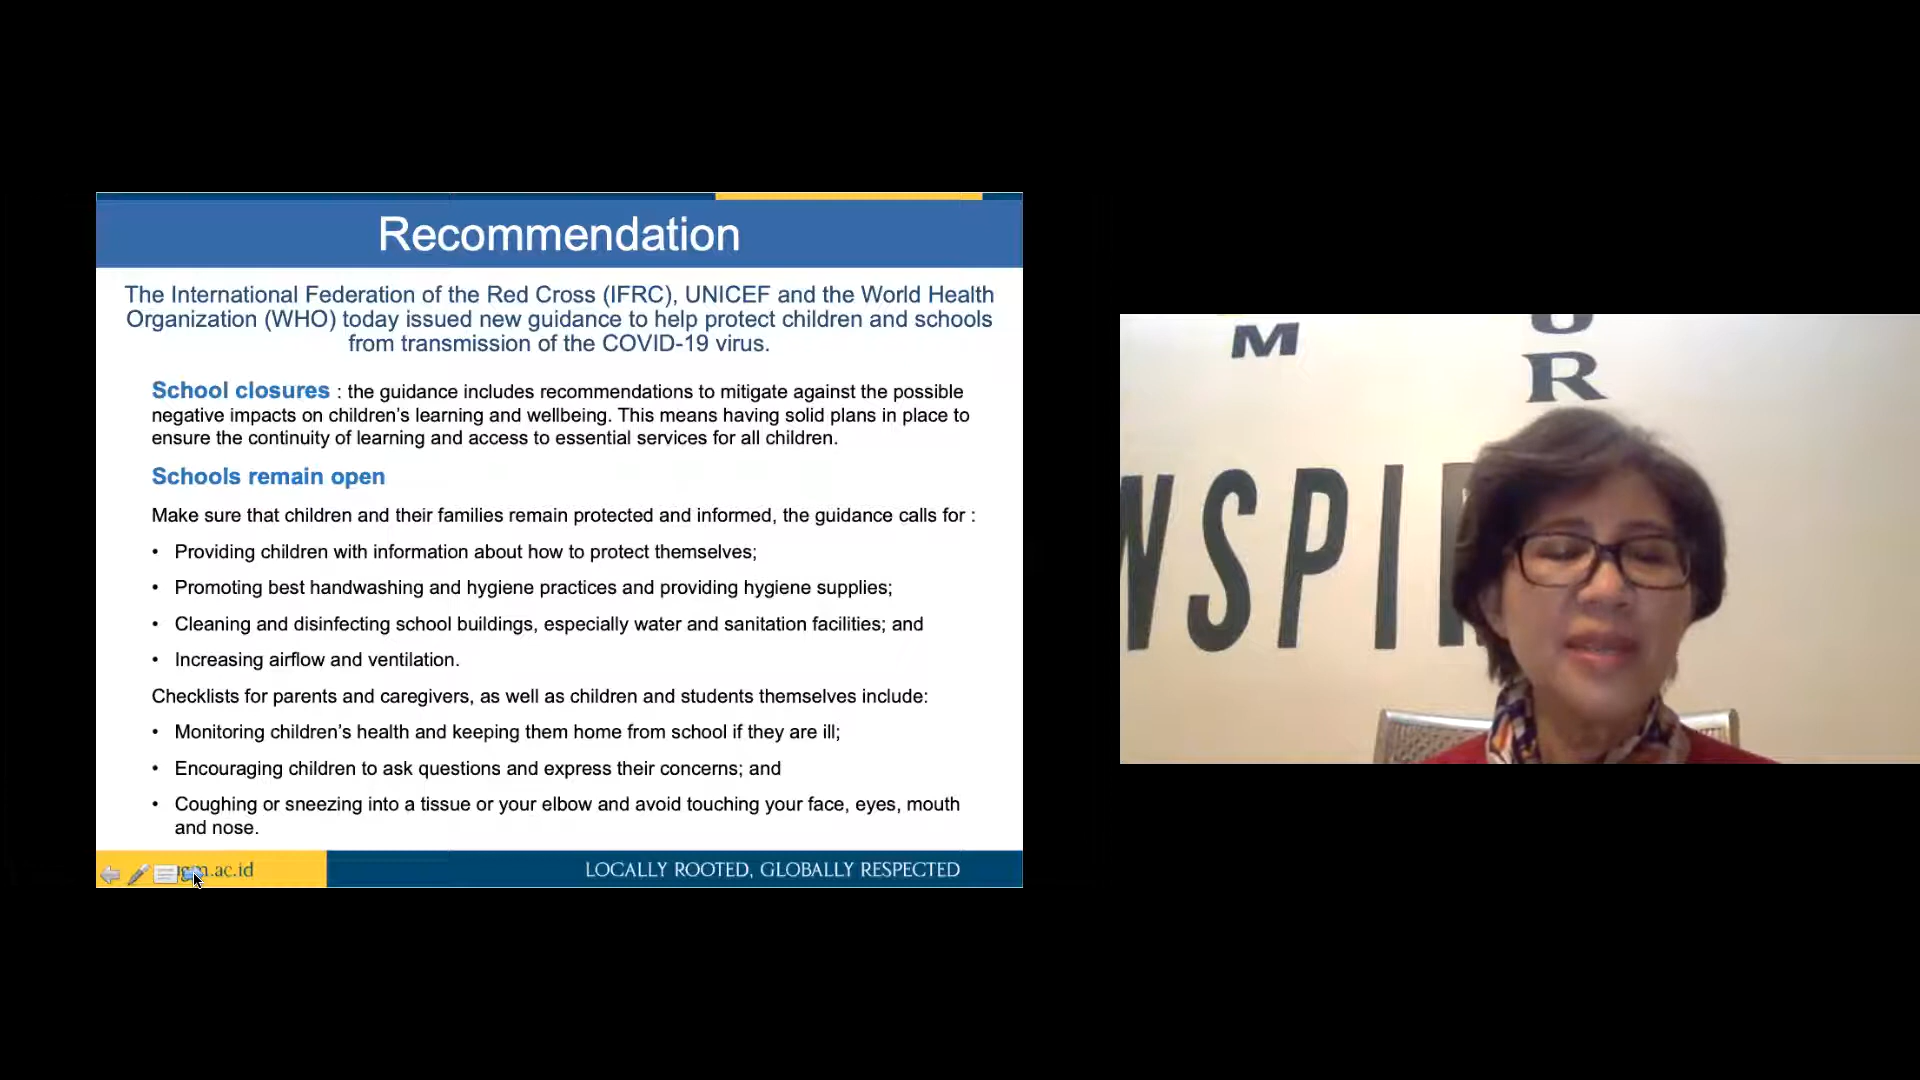 Recommendation
The International Federation of the Red Cross (IFRC), UNICEF and the World Health
Organization (WHO) today issued new guidance to help protect children and schools
from transmission of the COVID-19 virus.
School closures : the guidance includes recommendations to mitigate against the possible
negative impacts on children’s learning and wellbeing. This means having solid plans in place to
ensure the continuity of learning and access to essential services for all children.
Schools remain open
Make sure that children and their families remain protected and informed, the guidance calls for :
• Providing children with information about how to protect themselves;
• Promoting best handwashing and hygiene practices and providing hygiene supplies;
• Cleaning and disinfecting school buildings, especially water and sanitation facilities; and
• Increasing airflow and ventilation.
Checklists for parents and caregivers, as well as children and students themselves include:
• Monitoring children’s health and keeping them home from school if they are ill;
• Encouraging children to ask questions and express their concerns; and
• Coughing or sneezing into a tissue or your elbow and avoid touching your face, eyes, mouth
and nose.
LOCALLY ROOTED, GLOBALLY RESPECTED
M
R